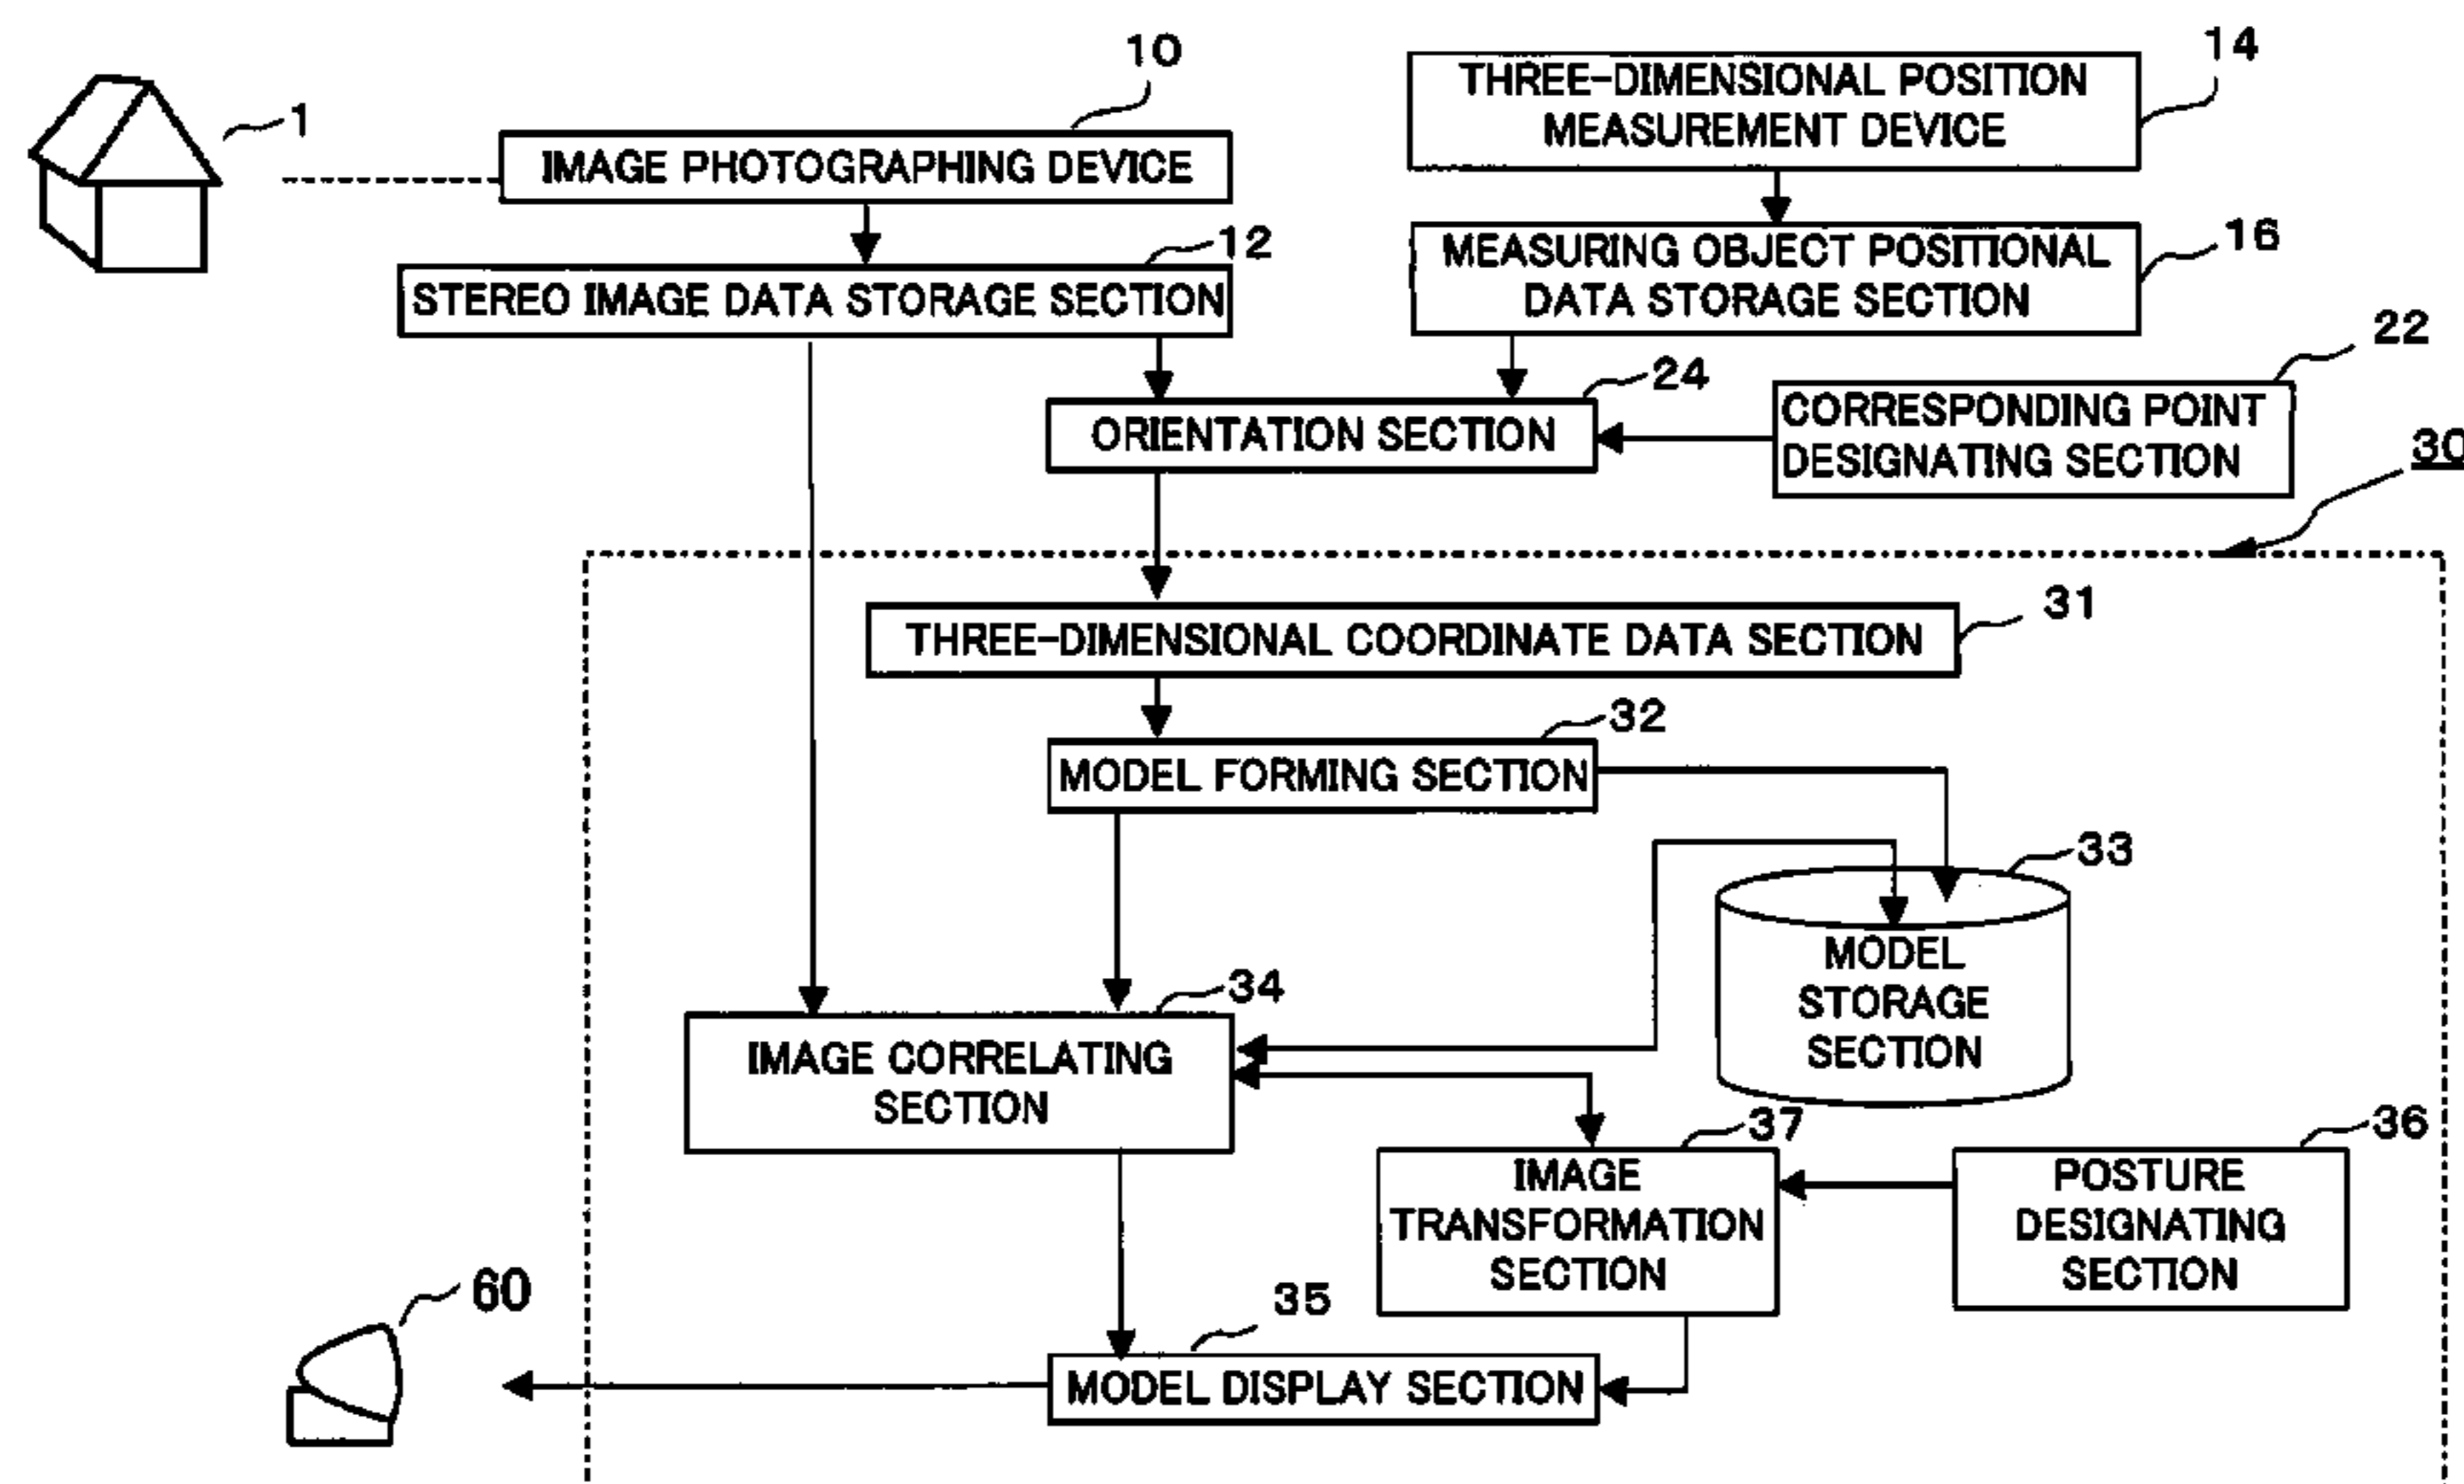 10
THREE-DIMENSIONAL POSITION
MEASUREMENT DEVICE
14
1
IMAGE PHOTOGRAPHING DEVICE
12
STEREO IMAGE DATA STORAGE SECTION
MEASURING OBJECT POSITIONAL
DATA STORAGE SECTION
16
22
24
ORIENTATION SECTION
CORRESPONDING POINT
DESIGNATING SECTION
30
31
THREE-DIMENSIONAL COORDINATE DATA SECTION
32
MODEL FORMING SECTION
33
MODEL
STORAGE
SECTION
34
IMAGE CORRELATING
SECTION
37
IMAGE
TRANSFORMATION
SECTION
36
POSTURE
DESIGNATING
SECTION
60
35
MODEL DISPLAY SECTION